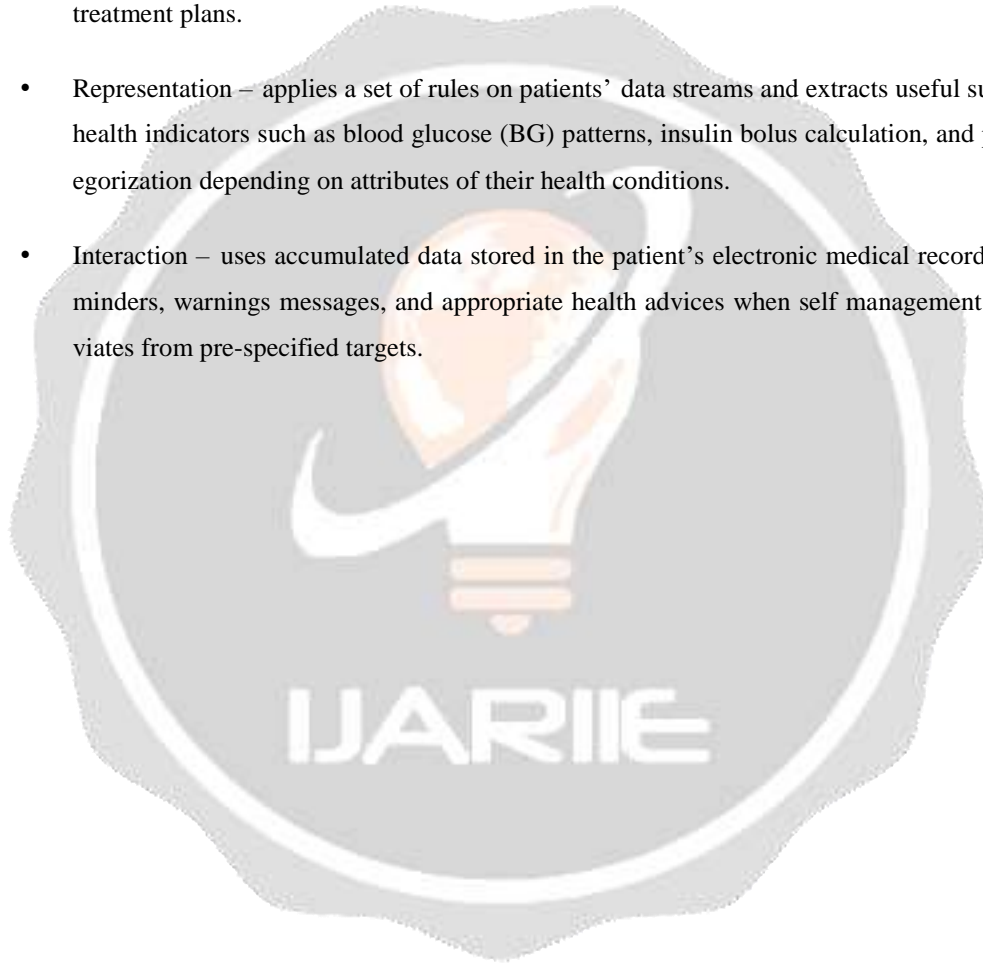 treatment plans.
• Representation – applies a set of rules on patients’ data streams and extracts useful
health indicators such as blood glucose (BG) patterns, insulin bolus calculation, and
egorization depending on attributes of their health conditions.
• Interaction – uses accumulated data stored in the patient’s electronic medical record
minders, warnings messages, and appropriate health advices when self management
viates from pre-specified targets.
IJARIIE